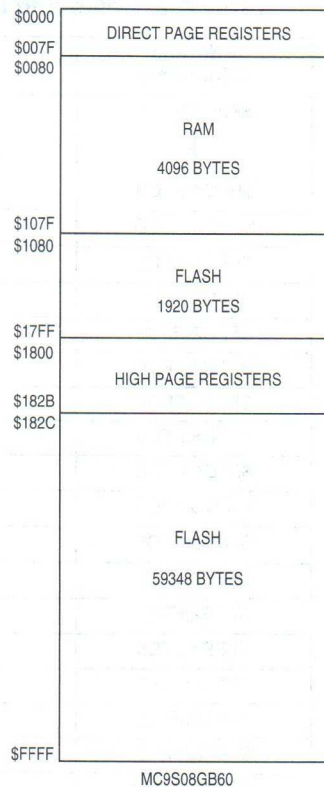 $0000
DIRECT PAGE REGISTERS
$007F
$0080
RAM
4096 BYTES
$107F
$1080
FLASH
1920 BYTES
$17FF
$1800
HIGH PAGE REGISTERS
$182B
$182C
FLASH
59348 BYTES
$FFFF
MC9S08GB60